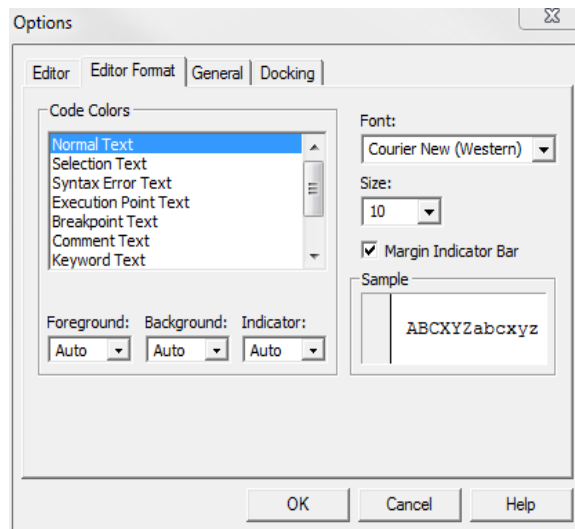 Options
Editor Editor Format General Docking
Code Colors
Normal Text
Selection Text
Syntax Error Text
Execution Point Text
Breakpoint Text
Comment Text
Keyword Text
Foreground: Background: Indicator:
Auto Auto Auto
Font:
Courier New (Western)
Size:
10
Margin Indicator Bar
Sample
ABCXYZabcxyz
OK Cancel Help